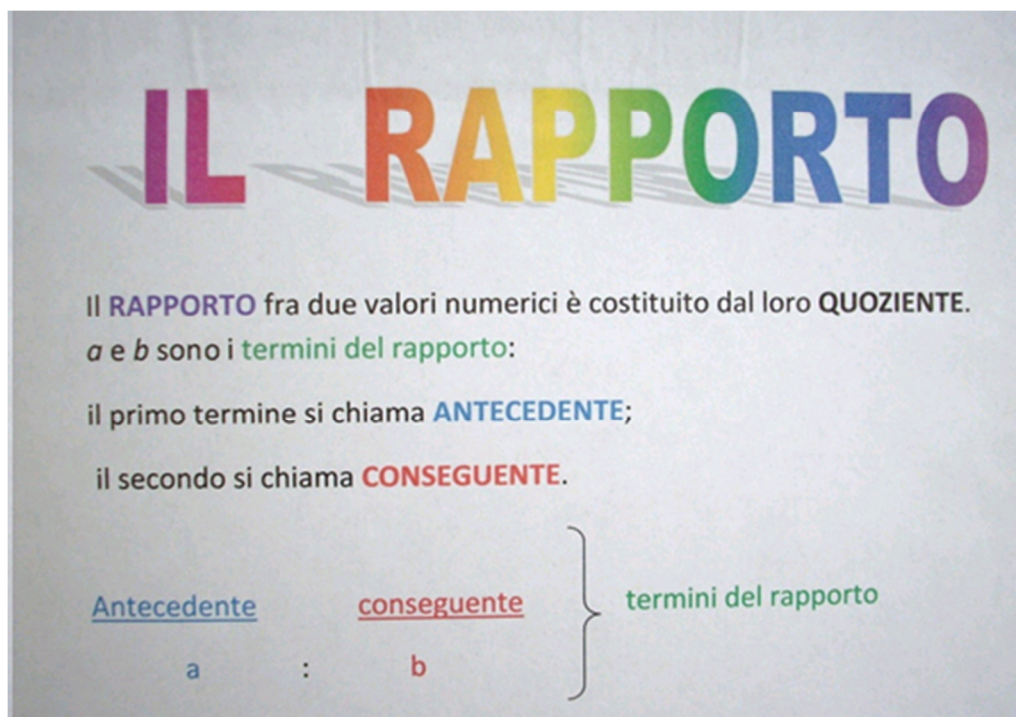 IL RAPPORTO
Il RAPPORTO fra due valori numerici è costituito dal loro QUOZIENTE.
a e b sono i termini del rapporto:
il primo termine si chiama ANTECEDENTE;
il secondo si chiama CONSEGUENTE.
Antecedente conseguente termini del rapporto
a : b